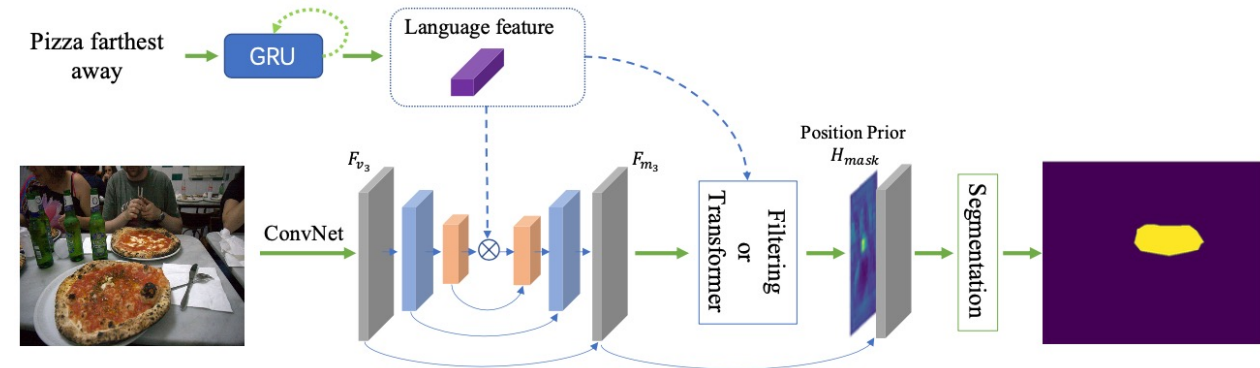 Pizza farthest
away
GRU
Language feature
ConvNet
F_{v_3}
F_{m_3}
Filtering
or
Transformer
Position Prior
H_{mask}
Segmentation